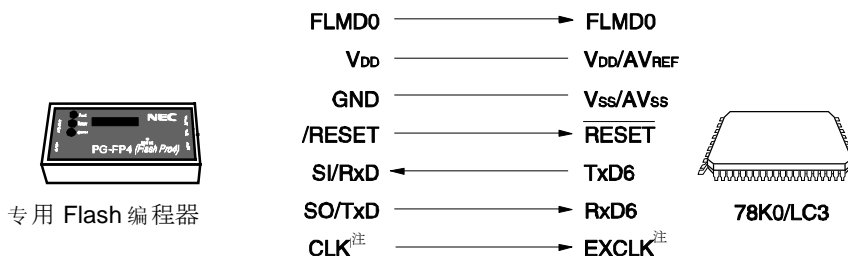 FLMD0 FLMD0
VDD VDD/AVREF
GND VSS/AVSS
/RESET RESET
SI/RxD TxD6
SO/TxD RxD6
CLK注 EXCLK注
NEC
PG-FP4 (Flash Pro4)
专用 Flash 编程器
78K0/LC3